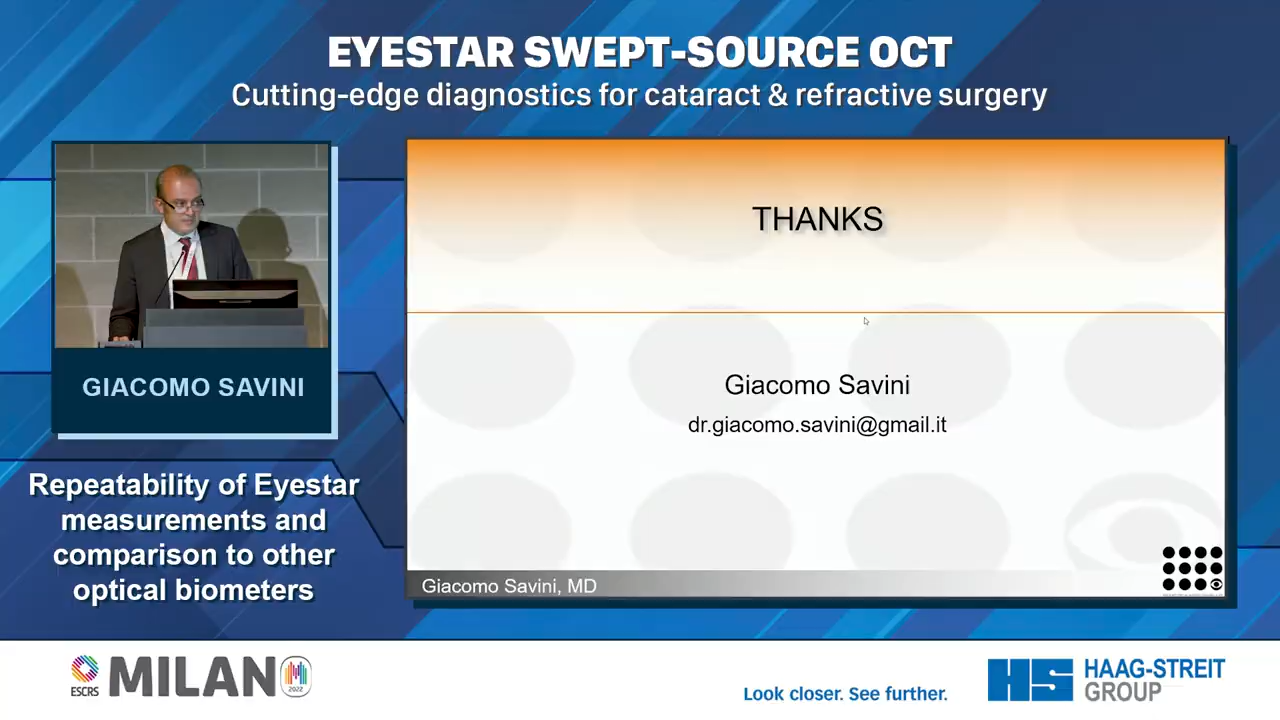 EYESTAR SWEPT-SOURCE OCT
Cutting-edge diagnostics for cataract & refractive surgery
GIACOMO SAVINI
Repeatability of Eyestar
measurements and
comparison to other
optical biometers
THANKS
Giacomo Savini
dr.giacomo.savini@gmail.it
Giacomo Savini, MD
ESCRS
MILANO
2022
Look closer. See further.
HS
HAAG-STREIT
GROUP